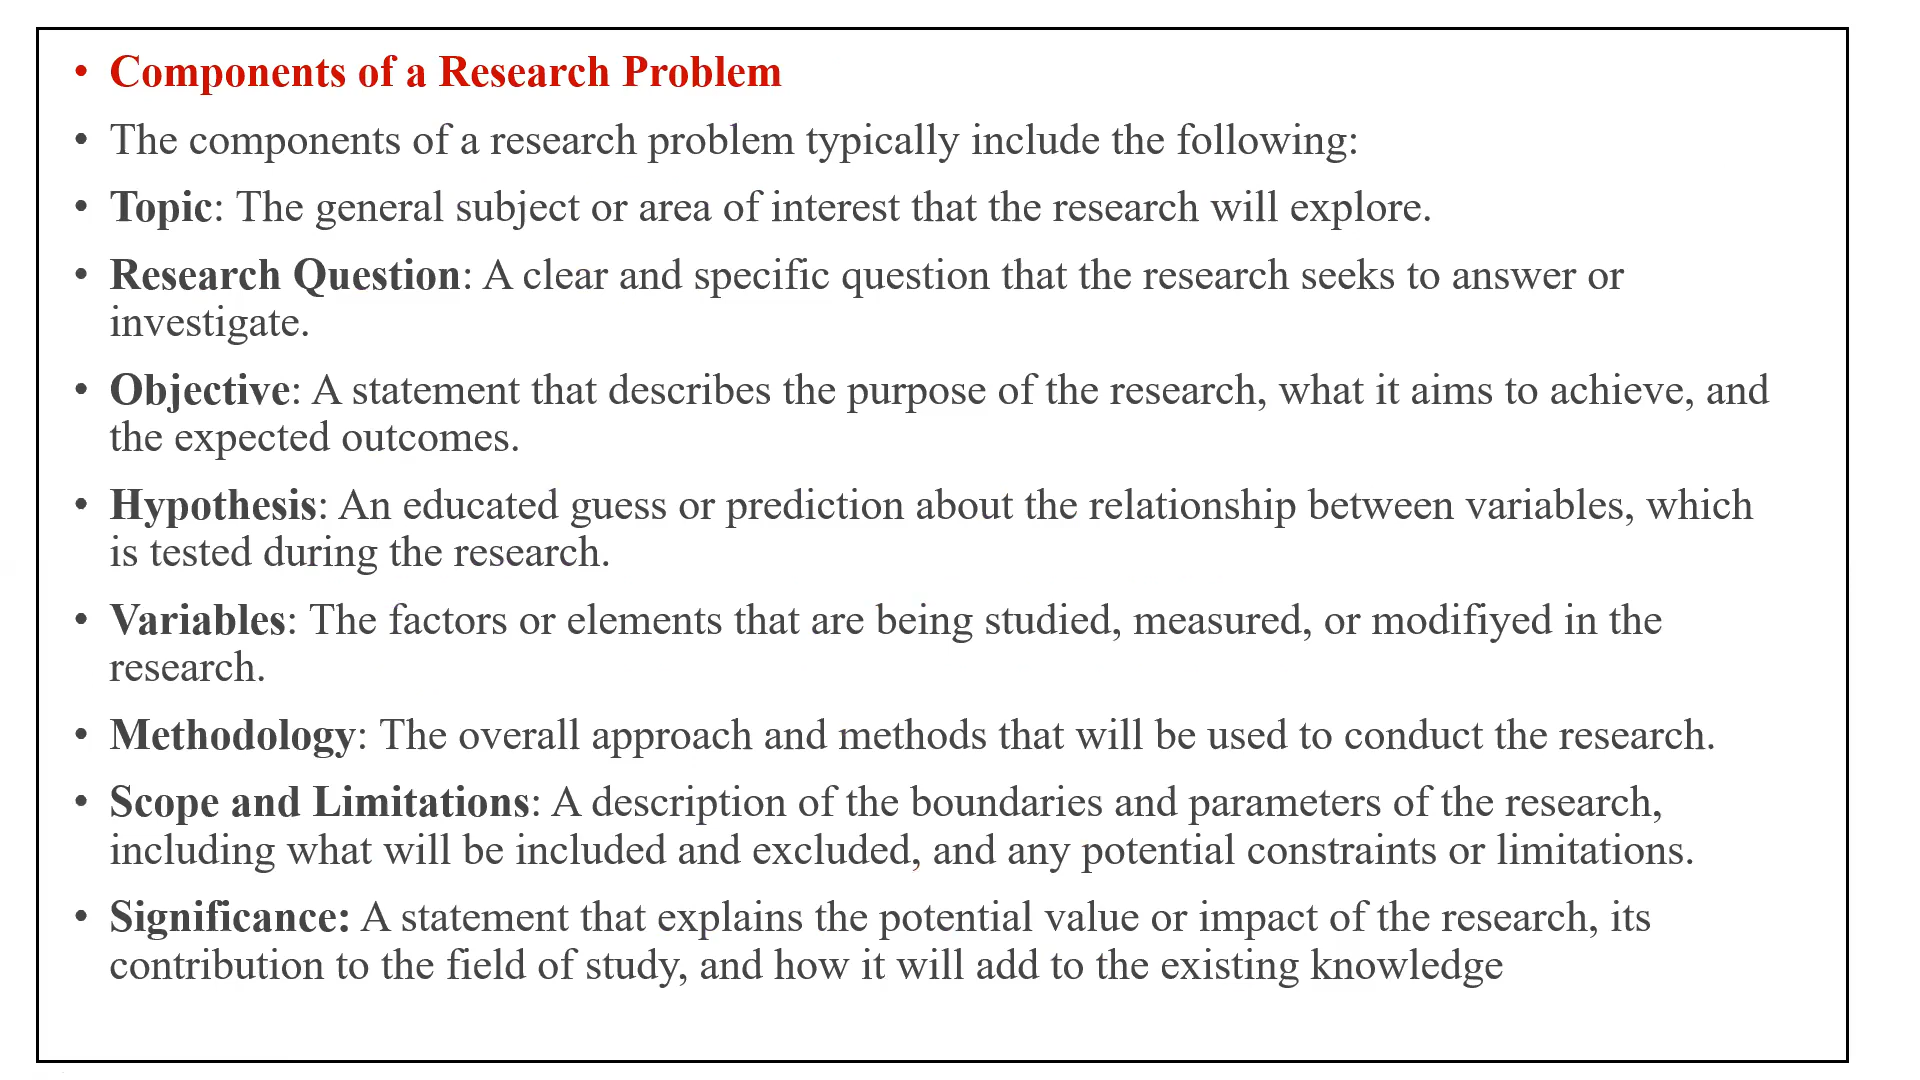 • Components of a Research Problem
• The components of a research problem typically include the following:
• Topic: The general subject or area of interest that the research will explore.
• Research Question: A clear and specific question that the research seeks to answer or
investigate.
• Objective: A statement that describes the purpose of the research, what it aims to achieve, and
the expected outcomes.
• Hypothesis: An educated guess or prediction about the relationship between variables, which
is tested during the research.
• Variables: The factors or elements that are being studied, measured, or modifiyed in the
research.
• Methodology: The overall approach and methods that will be used to conduct the research.
• Scope and Limitations: A description of the boundaries and parameters of the research,
including what will be included and excluded, and any potential constraints or limitations.
• Significance: A statement that explains the potential value or impact of the research, its
contribution to the field of study, and how it will add to the existing knowledge